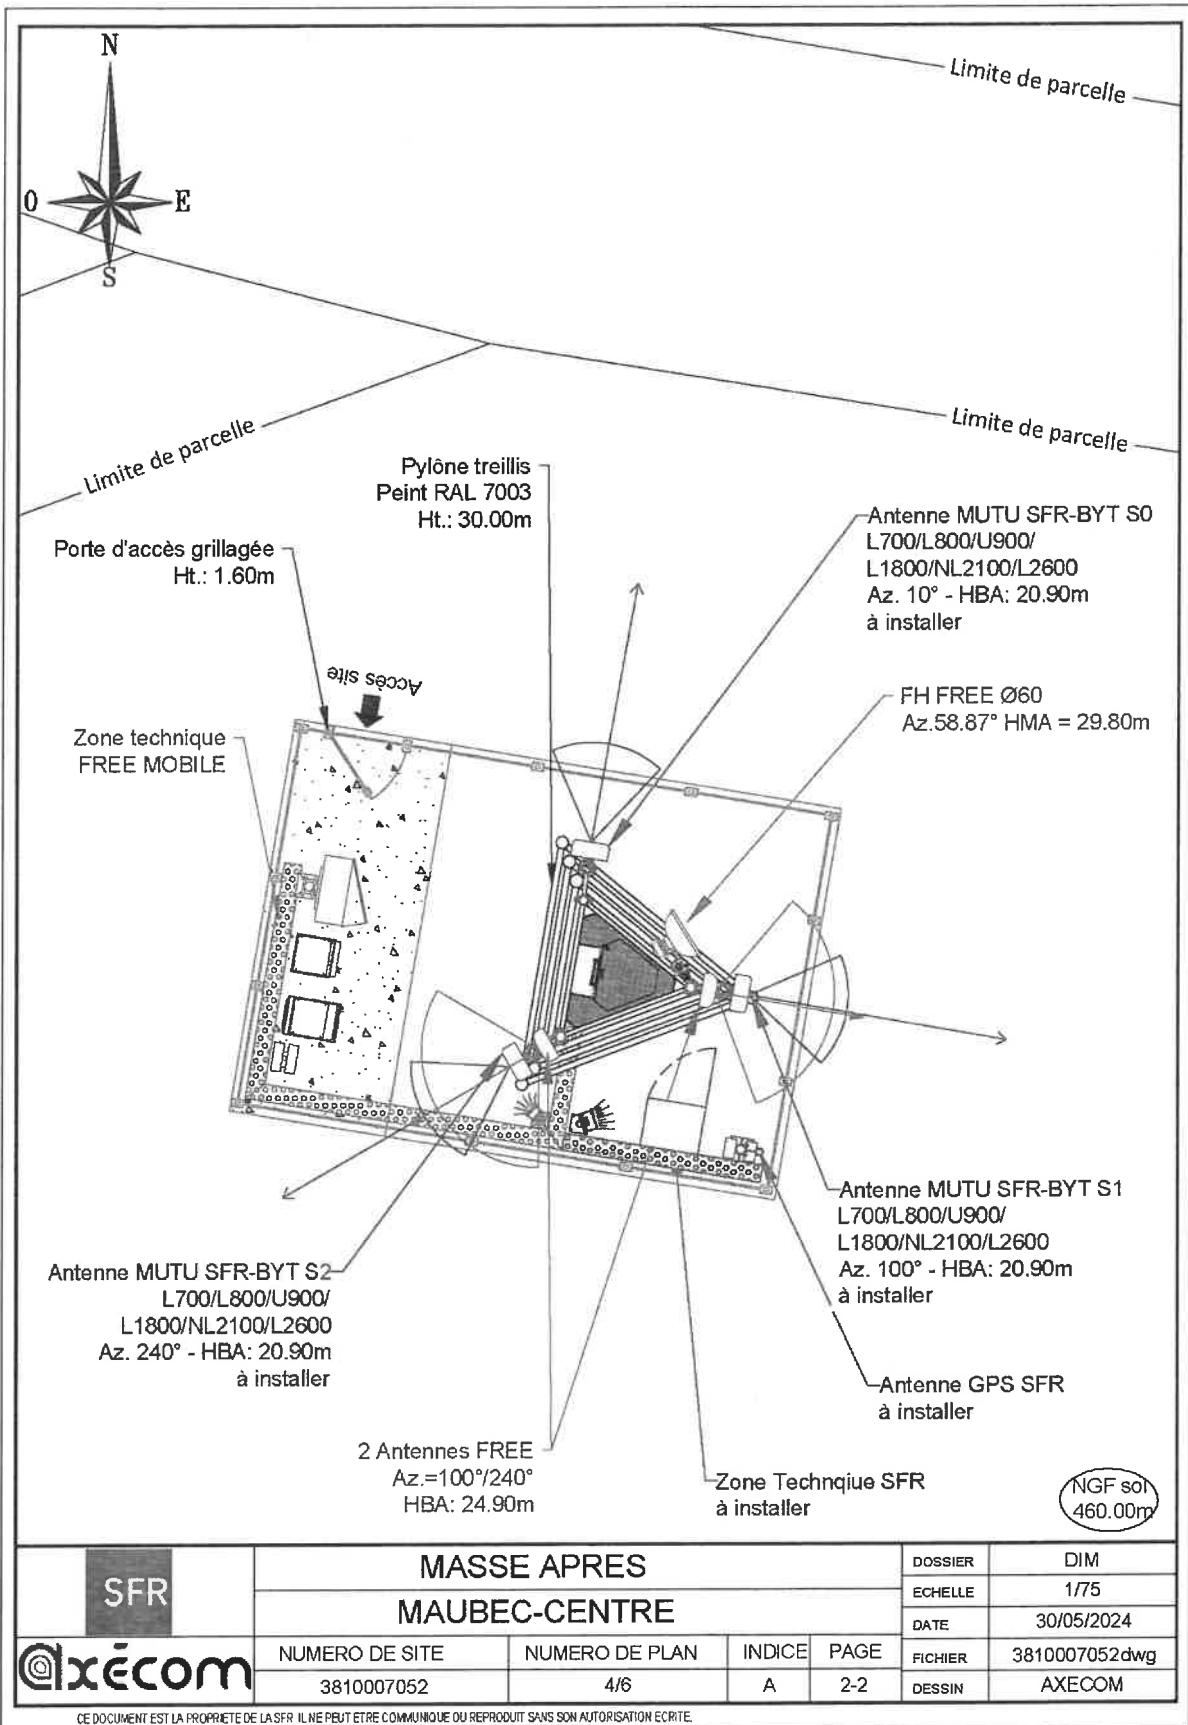 N
O
E
S
Limite de parcelle
Limite de parcelle
Limite de parcelle
Pylône treillis
Peint RAL 7003
Ht.: 30.00m
Porte d'accès grillagée
Ht.: 1.60m
Antenne MUTU SFR-BYT S0
L700/L800/U900/
L1800/NL2100/L2600
Az. 10° - HBA: 20.90m
à installer
Accès site
FH FREE Ø60
Az.58.87° HMA = 29.80m
Zone technique
FREE MOBILE
Antenne MUTU SFR-BYT S1
L700/L800/U900/
L1800/NL2100/L2600
Az. 100° - HBA: 20.90m
à installer
Antenne MUTU SFR-BYT S2
L700/L800/U900/
L1800/NL2100/L2600
Az. 240° - HBA: 20.90m
à installer
Antenne GPS SFR
à installer
2 Antennes FREE
Az.=100°/240°
HBA: 24.90m
Zone Technqiue SFR
à installer
NGF sol
460.00m
SFR
axécom
MASSE APRES
MAUBEC-CENTRE
NUMERO DE SITE
NUMERO DE PLAN
INDICE
PAGE
3810007052
4/6
A
2-2
DOSSIER
DIM
ECHELLE
1/75
DATE
30/05/2024
FICHIER
3810007052dwg
DESSIN
AXECOM
CE DOCUMENT EST LA PROPRIETE DE LA SFR IL NE PEUT ETRE COMMUNIQUE OU REPRODUIT SANS SON AUTORISATION ECRITE.